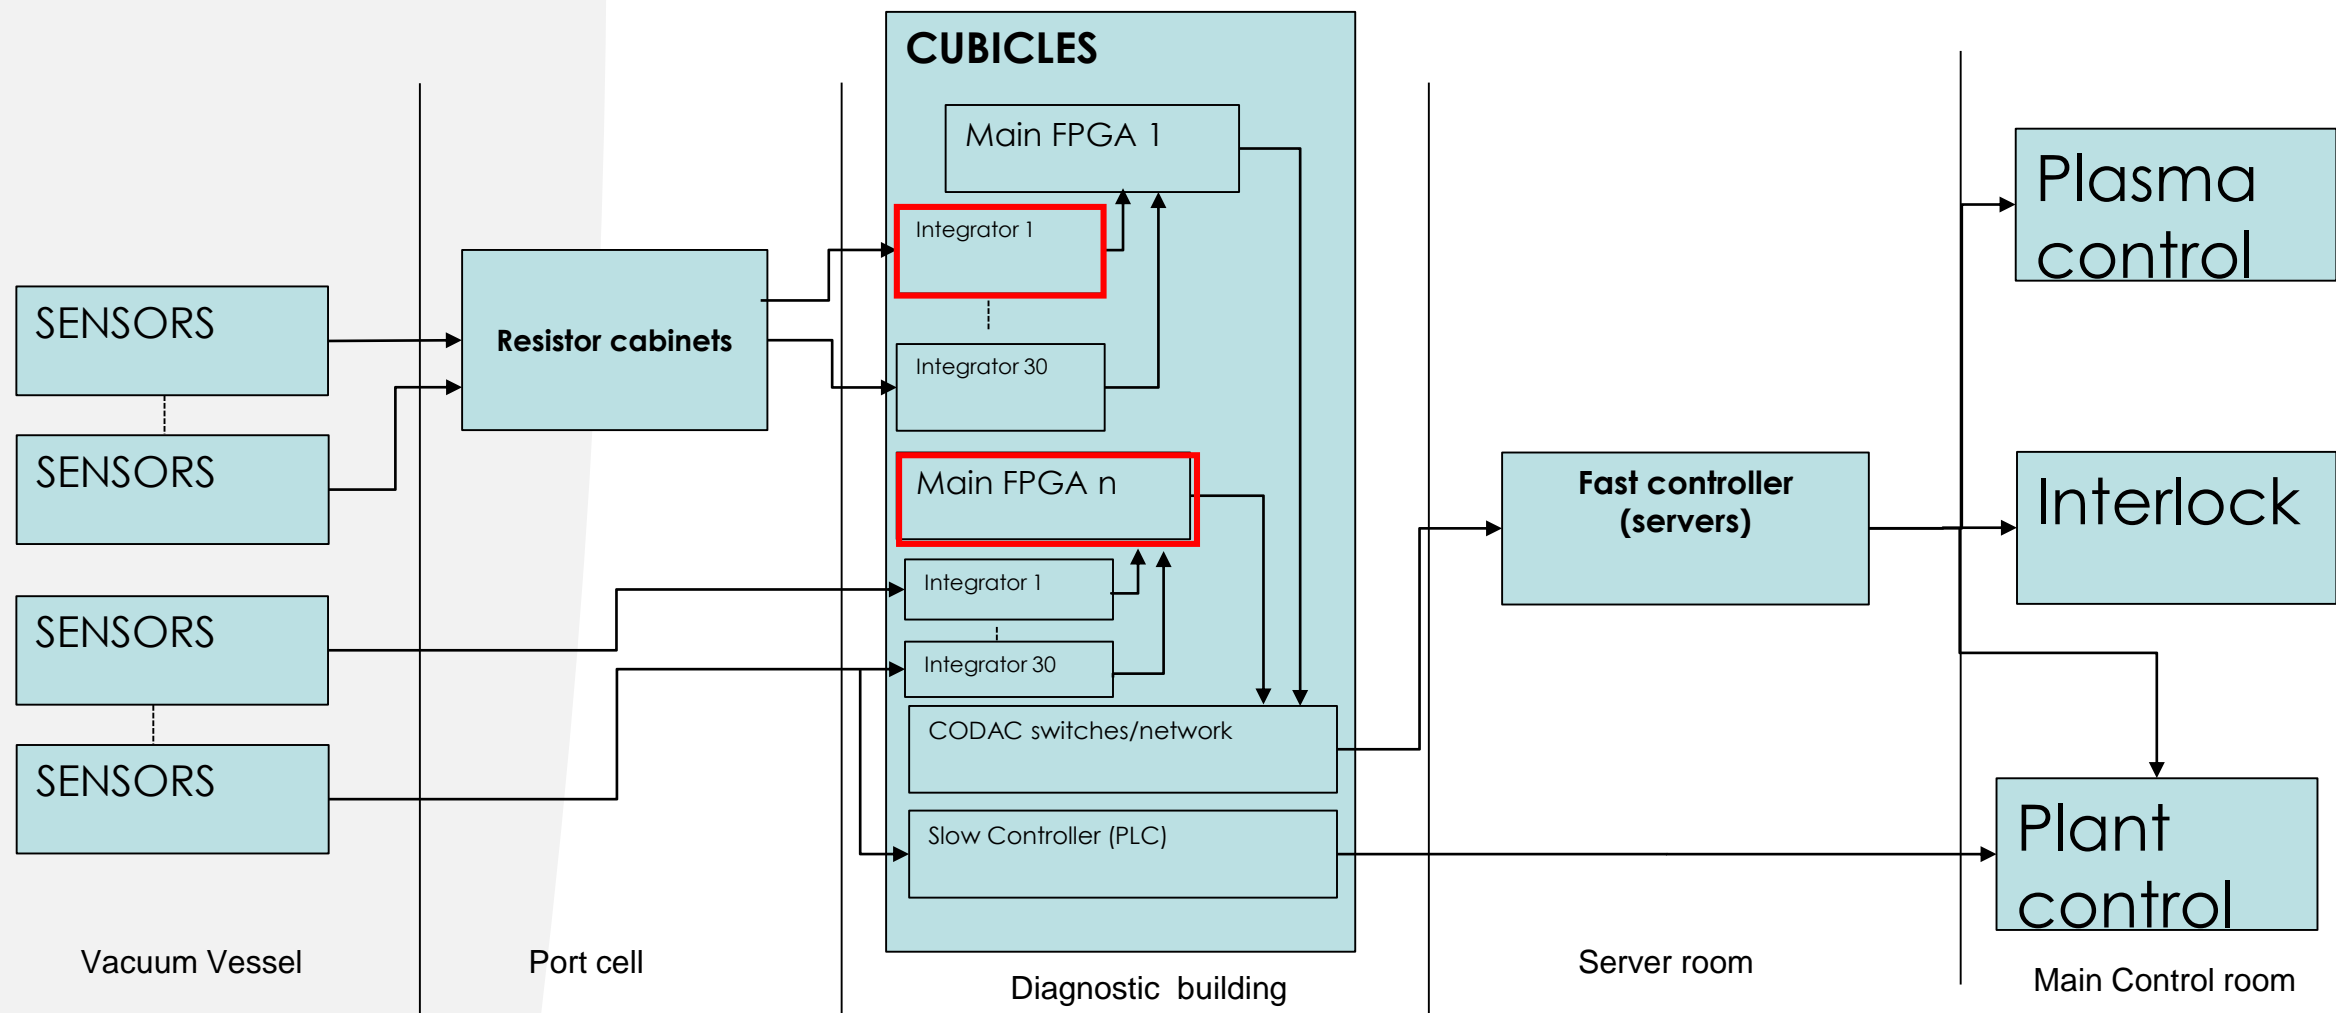 CUBICLES
Main FPGA 1
Integrator 1
Integrator 30
Main FPGA n
Integrator 1
Integrator 30
CODAC switches/network
Slow Controller (PLC)
SENSORS
SENSORS
SENSORS
SENSORS
Resistor cabinets
Fast controller
(servers)
Plasma
control
Interlock
Plant
control
Vacuum Vessel
Port cell
Diagnostic building
Server room
Main Control room